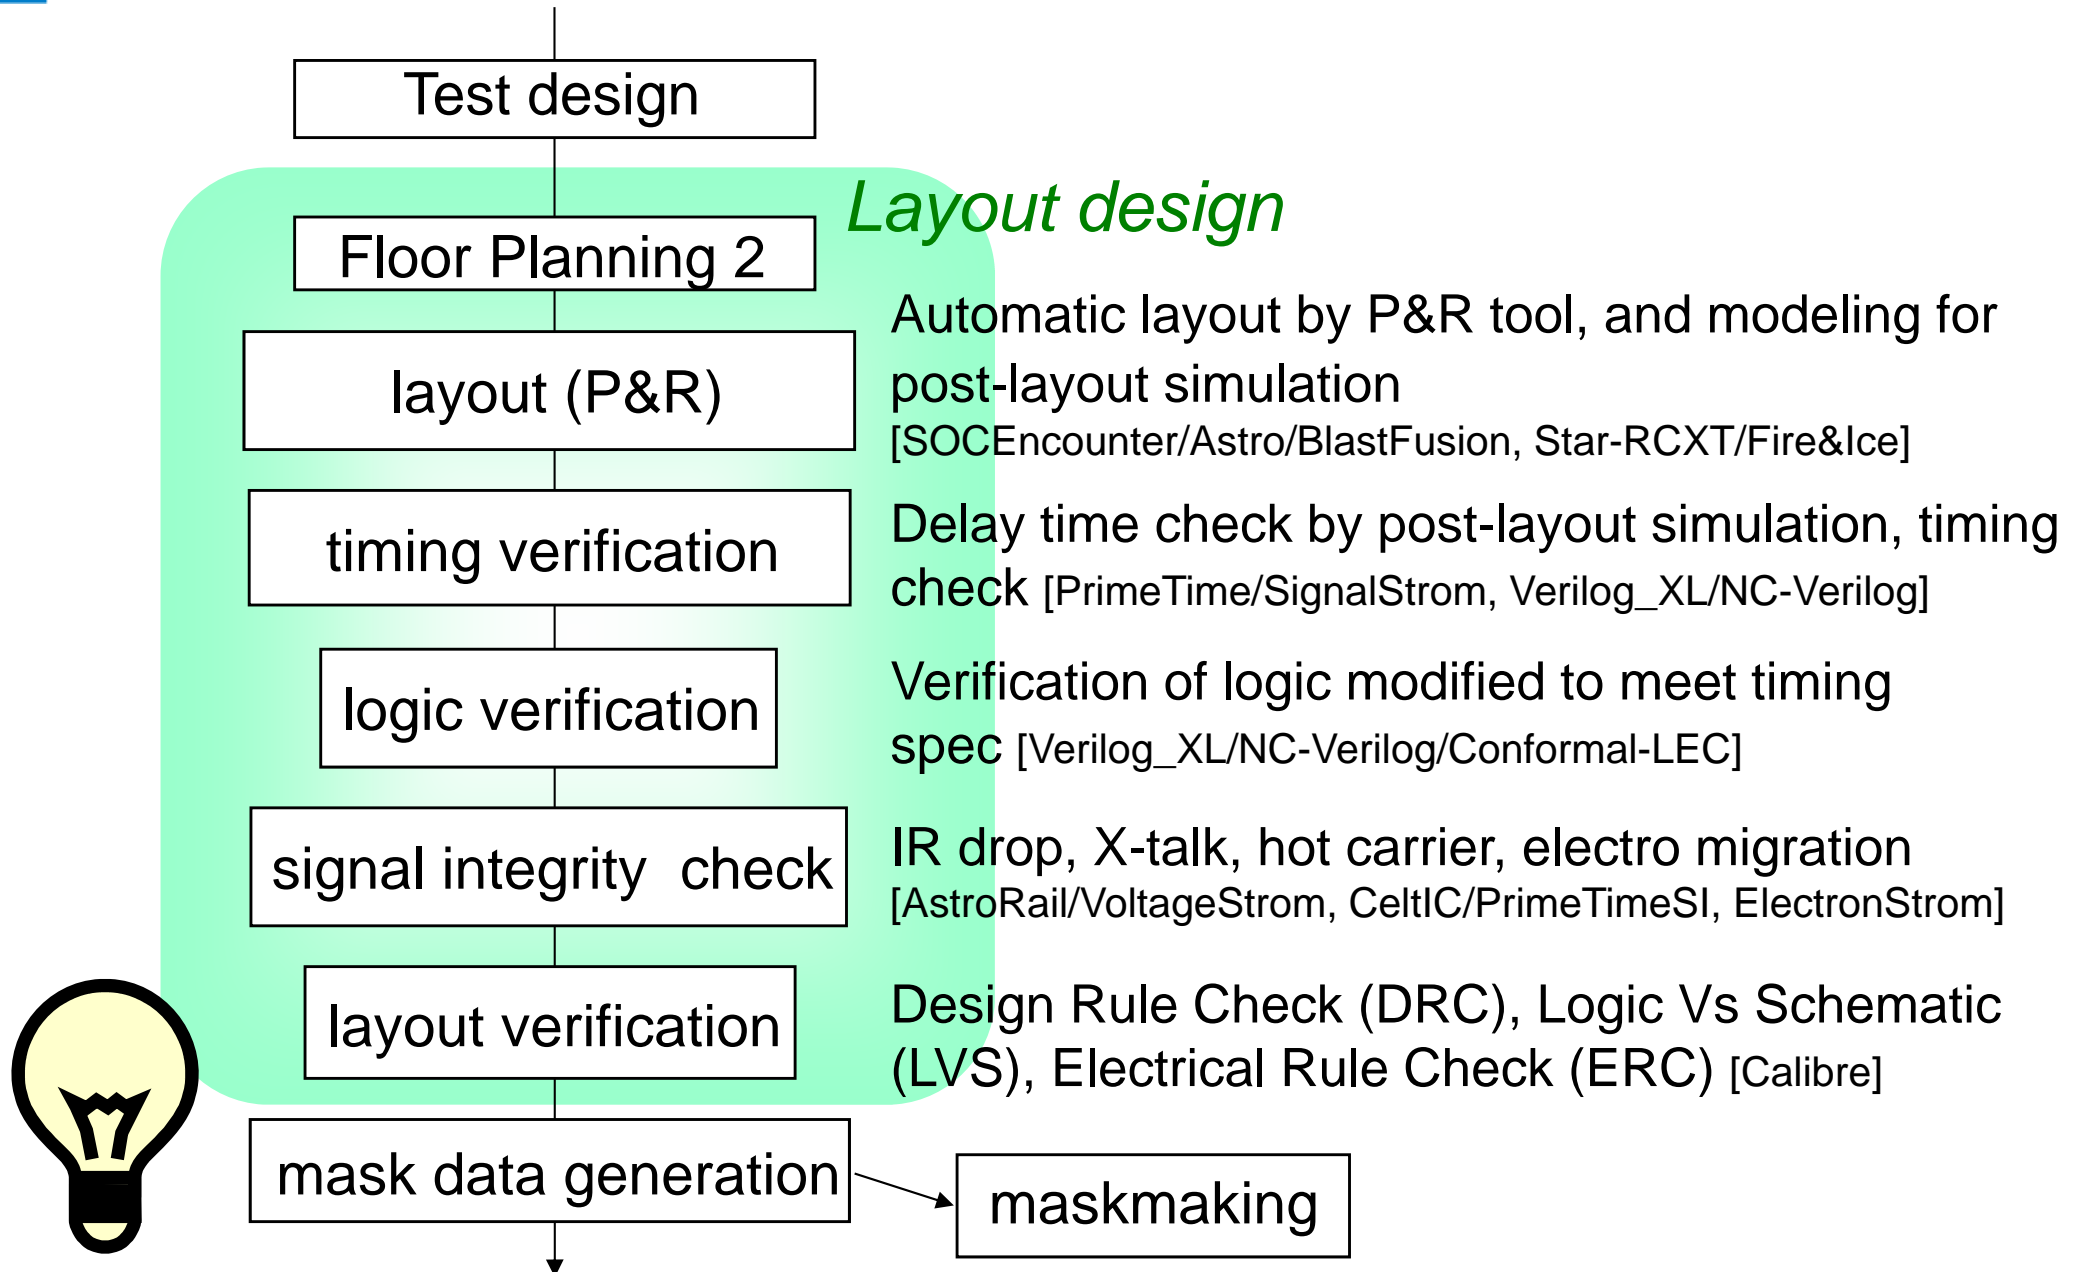 Test design
Layout design
Floor Planning 2
Automatic layout by P&R tool, and modeling for
post-layout simulation
layout (P&R)
[SOCEncounter/Astro/BlastFusion, Star-RCXT/Fire&Ice]
Delay time check by post-layout simulation, timing
timing verification
check [PrimeTime/SignalStrom, Verilog_XL/NC-Verilog]
Verification of logic modified to meet timing
logic verification
spec [Verilog_XL/NC-Verilog/Conformal-LEC]
IR drop, X-talk, hot carrier, electro migration
signal integrity  check
[AstroRail/VoltageStrom, CeltIC/PrimeTimeSI, ElectronStrom]
Design Rule Check (DRC), Logic Vs Schematic
layout verification
(LVS), Electrical Rule Check (ERC) [Calibre]
mask data generation
maskmaking